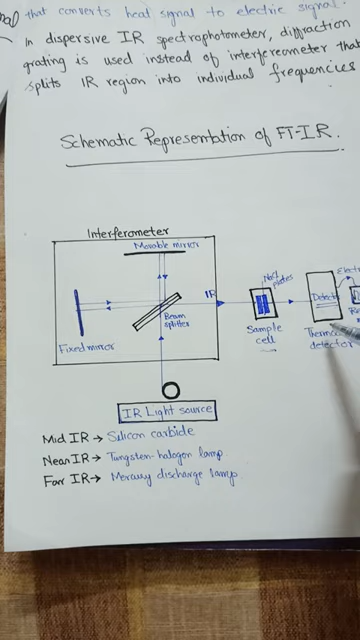 that converts heat signal to electric signal.
In dispersive IR spectrophotometer, diffraction
grating is used instead of interfereometer that
splits IR region into individual frequencies
Schematic Representation of FT-IR.
Interferometer
Movable mirror
IR
Beam
splitter
Fixed mirror
NaCl
plates
Sample
cell
Detector
detector
IR Light source
Mid IR → Silicon carbide
Near IR → Tungsten-halogen lamp.
Far IR → Mercury discharge lamp